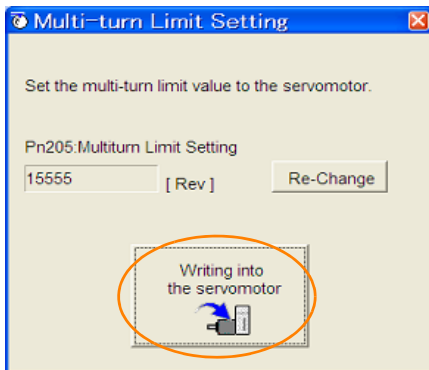 Multi-turn Limit Setting
Set the multi-turn limit value to the servomotor.
Pn205:Multiturn Limit Setting
15555 [ Rev ] Re-Change
Writing into
the servomotor